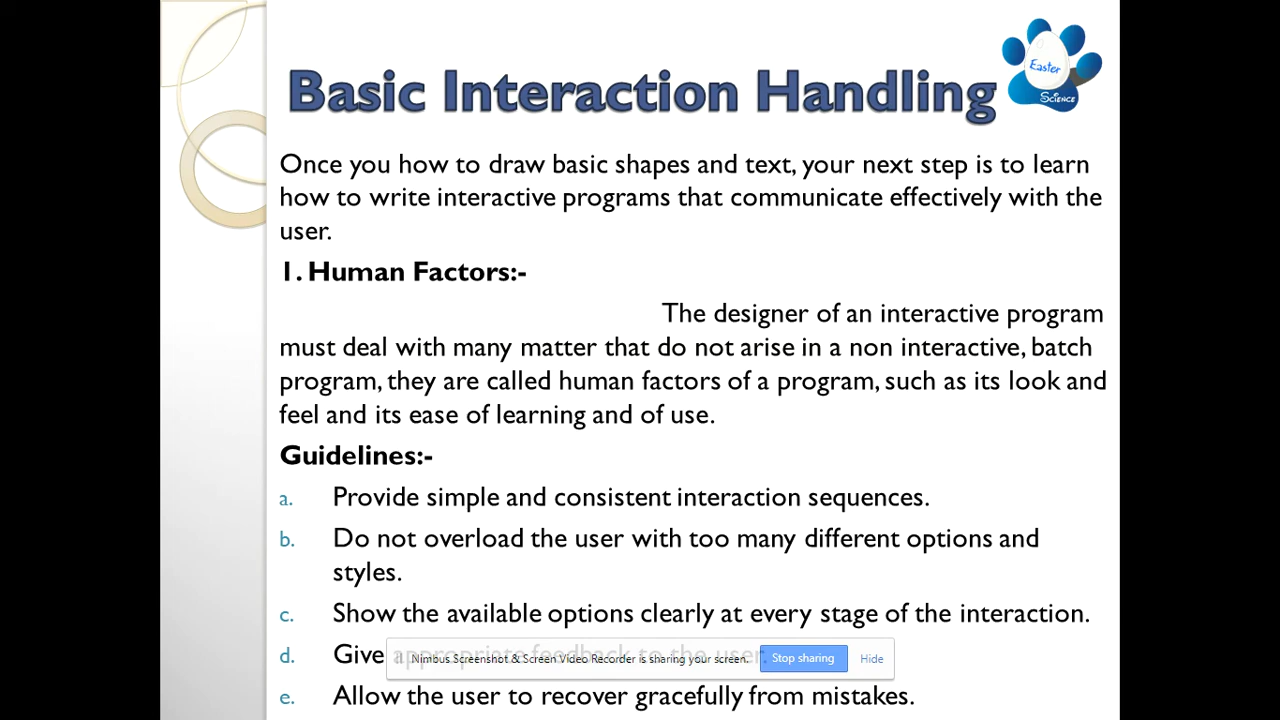 Basic Interaction Handling
Easter
Science
Once you how to draw basic shapes and text, your next step is to learn
how to write interactive programs that communicate effectively with the
user.
1. Human Factors:-
The designer of an interactive program
must deal with many matter that do not arise in a non interactive, batch
program, they are called human factors of a program, such as its look and
feel and its ease of learning and of use.
Guidelines:-
a. Provide simple and consistent interaction sequences.
b. Do not overload the user with too many different options and
styles.
c. Show the available options clearly at every stage of the interaction.
d. Give appropriate feedback to the user.
Nimbus Screenshot & Screen Video Recorder is sharing your screen. Stop sharing Hide
e. Allow the user to recover gracefully from mistakes.